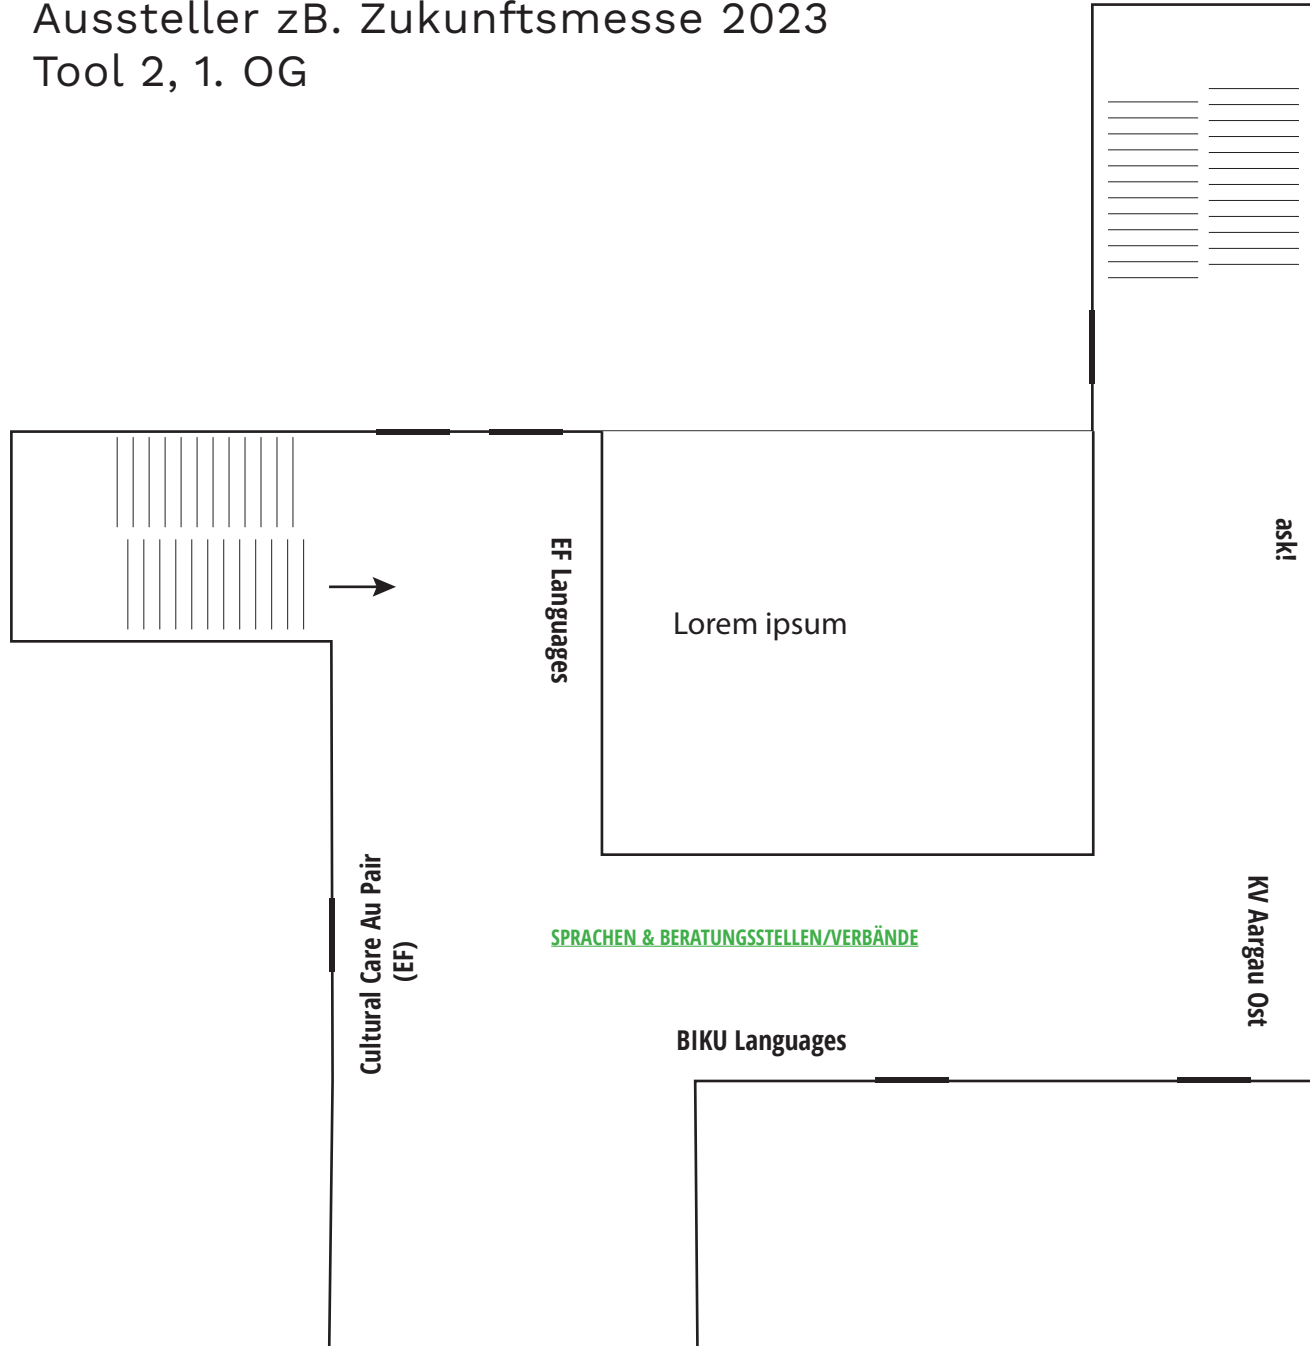 Aussteller zB. Zukunftsmesse 2023
Tool 2, 1. OG
ask!
EF Languages
Lorem ipsum
Cultural Care Au Pair
(EF)
SPRACHEN & BERATUNGSSTELLEN/VERBÄNDE
KV Aargau Ost
BIKU Languages